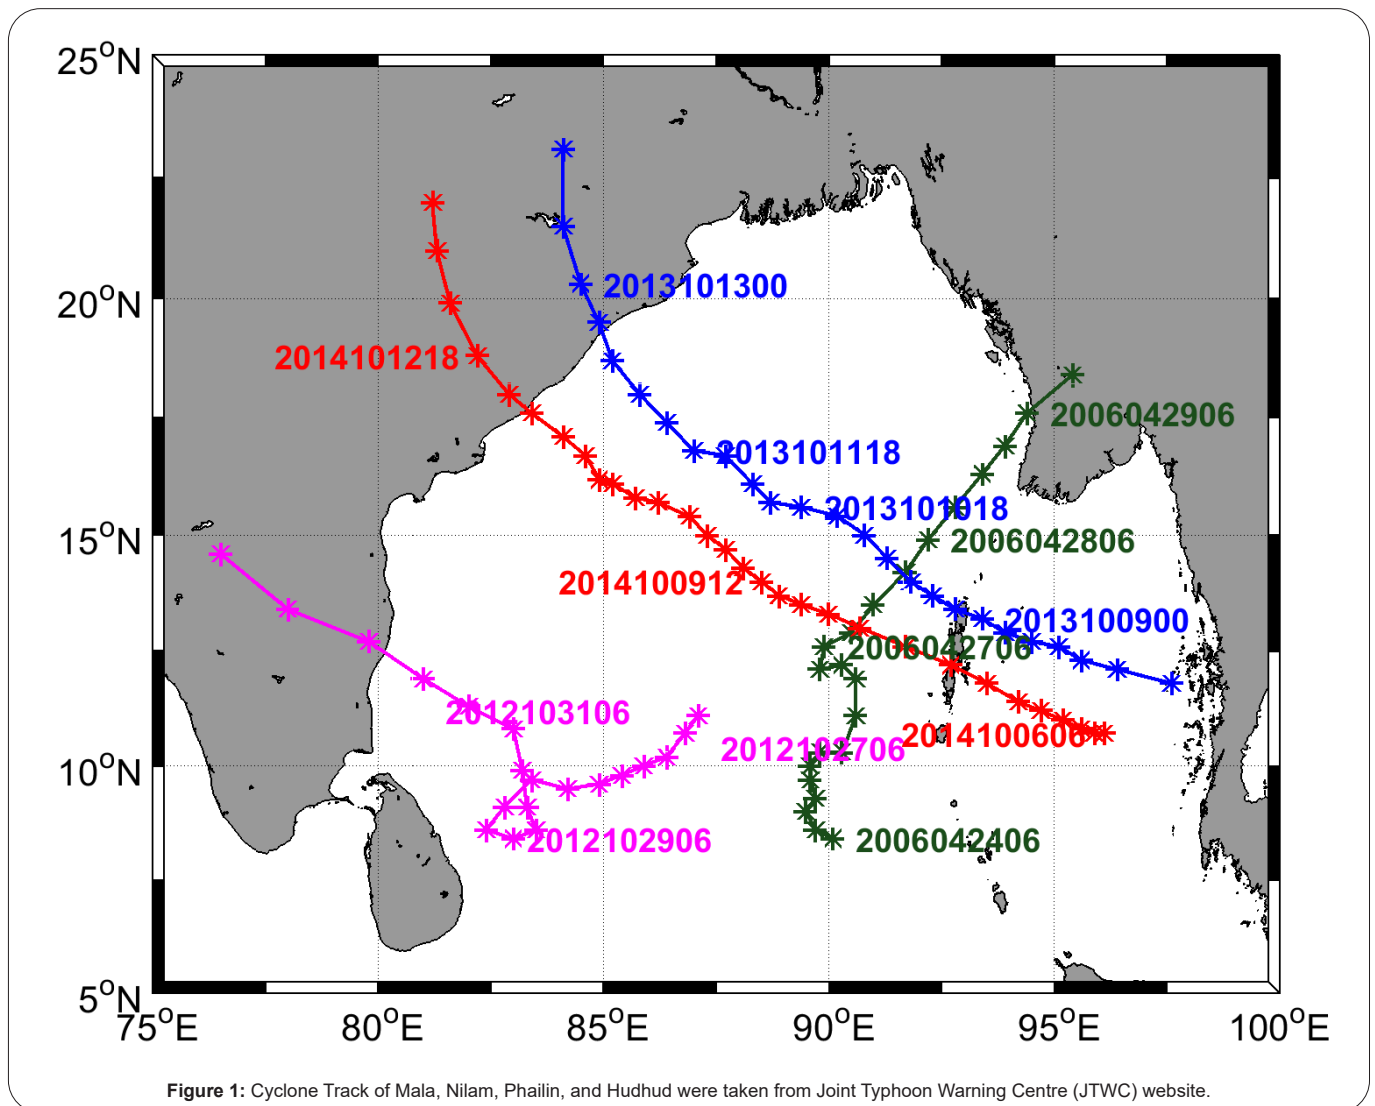 25°N
2013101300
20°N
2014101218
2006042906
2013101118
2013101018
15°N
2006042806
2014100912
2013100900
2006042706
2012103106
2014100606
2012102706
10°N
2012102906
2006042406
5°N
75°E 80°E 85°E 90°E 95°E 100°E
Figure 1: Cyclone Track of Mala, Nilam, Phailin, and Hudhud were taken from Joint Typhoon Warning Centre (JTWC) website.